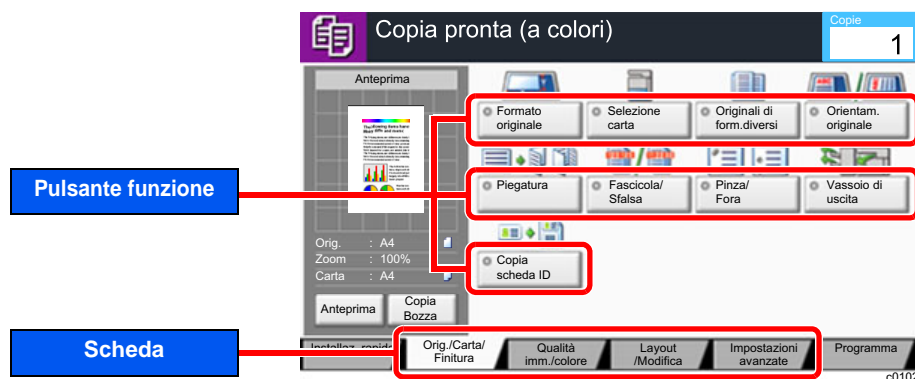 Copia pronta (a colori)
Copie
1
Anteprima
Formato
originale
Selezione
carta
Originali di
form.diversi
Orientam.
originale
Pulsante funzione
Piegatura
Fascicola/
Sfalsa
Pinza/
Fora
Vassoio di
uscita
Orig. : A4
Zoom : 100%
Carta : A4
Copia
scheda ID
Anteprima
Copia
Bozza
Scheda
Orig./Carta/
Finitura
Qualità
imm./colore
Layout
/Modifica
Impostazioni
avanzate
Programma